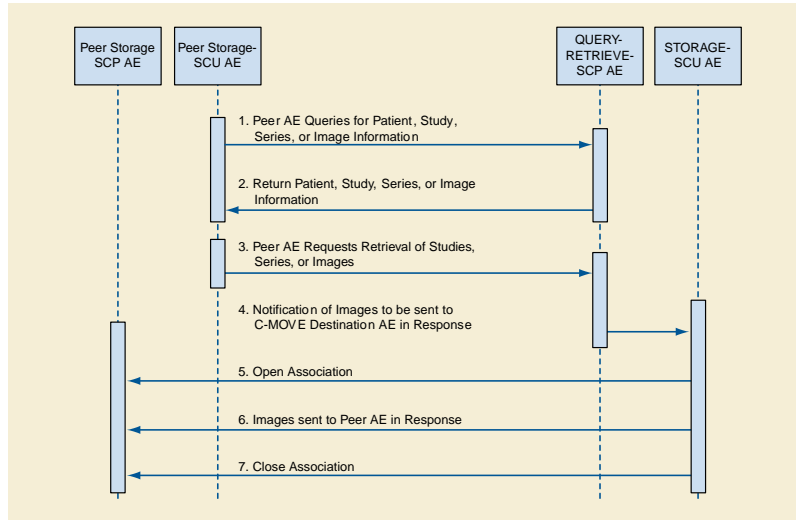 Peer Storage
SCP AE
Peer Storage-
SCU AE
QUERY-
RETRIEVE-
SCP AE
STORAGE-
SCU AE
1. Peer AE Queries for Patient, Study,
Series, or Image Information
2. Return Patient, Study, Series, or Image
Information
3. Peer AE Requests Retrieval of Studies,
Series, or Images
4. Notification of Images to be sent to
C-MOVE Destination AE in Response
5. Open Association
6. Images sent to Peer AE in Response
7. Close Association